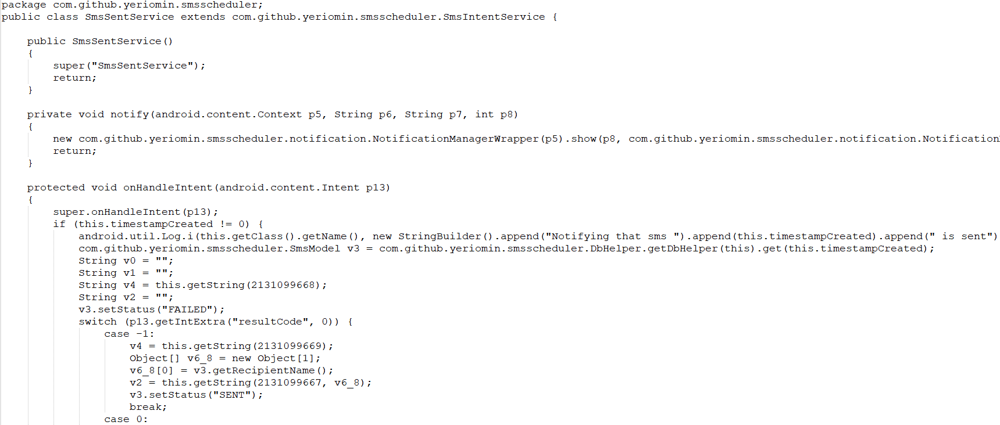 package com.github.yeriomin.smsscheduler;
public class SmsSentService extends com.github.yeriomin.smsscheduler.SmsIntentService {
public SmsSentService()
{
super("SmsSentService");
return;
}
private void notify(android.content.Context p5, String p6, String p7, int p8)
{
new com.github.yeriomin.smsscheduler.notification.NotificationManagerWrapper(p5).show(p8, com.github.yeriomin.smsscheduler.notification.Notification
return;
}
protected void onHandleIntent(android.content.Intent p13)
{
super.onHandleIntent(p13);
if (this.timestampCreated != 0) {
android.util.Log.i(this.getClass().getName(), new StringBuilder().append("Notifying that sms ").append(this.timestampCreated).append(" is sent")
com.github.yeriomin.smsscheduler.SmsModel v3 = com.github.yeriomin.smsscheduler.DbHelper.getDbHelper(this).get(this.timestampCreated);
String v0 = "";
String v1 = "";
String v4 = this.getString(2131099668);
String v2 = "";
v3.setStatus("FAILED");
switch (p13.getIntExtra("resultCode", 0)) {
case -1:
v4 = this.getString(2131099669);
Object[] v6_8 = new Object[1];
v6_8[0] = v3.getRecipientName();
v2 = this.getString(2131099667, v6_8);
v3.setStatus("SENT");
break;
case 0: